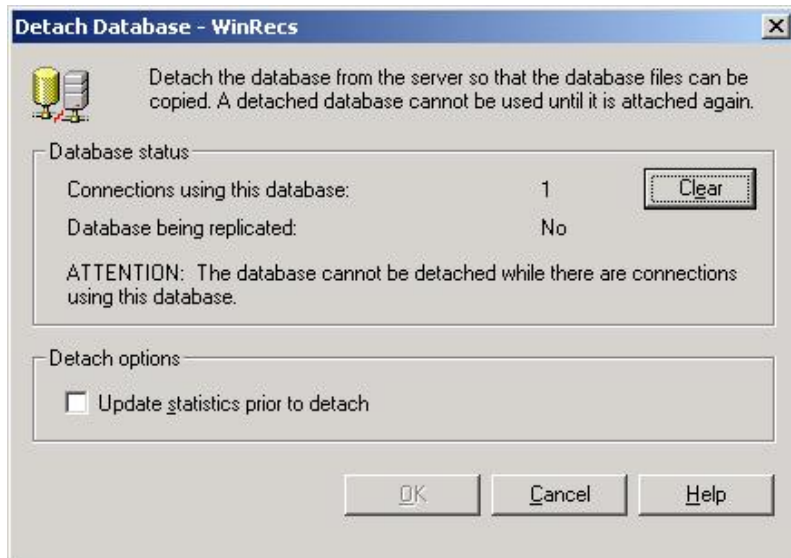 Detach Database - WinRecs
Detach the database from the server so that the database files can be
copied. A detached database cannot be used until it is attached again.
Database status
Connections using this database: 1 Clear
Database being replicated: No
ATTENTION: The database cannot be detached while there are connections
using this database.
Detach options
Update statistics prior to detach
OK Cancel Help